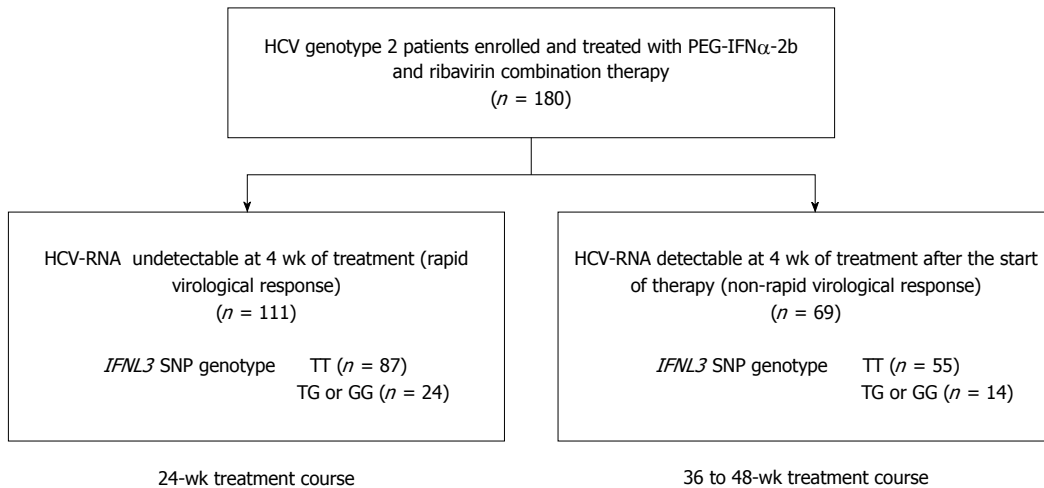 HCV genotype 2 patients enrolled and treated with PEG-IFNα-2b
and ribavirin combination therapy
(n = 180)
HCV-RNA undetectable at 4 wk of treatment (rapid
virological response)
(n = 111)
IFNL3 SNP genotype TT (n = 87)
TG or GG (n = 24)
24-wk treatment course
HCV-RNA detectable at 4 wk of treatment after the start
of therapy (non-rapid virological response)
(n = 69)
IFNL3 SNP genotype TT (n = 55)
TG or GG (n = 14)
36 to 48-wk treatment course